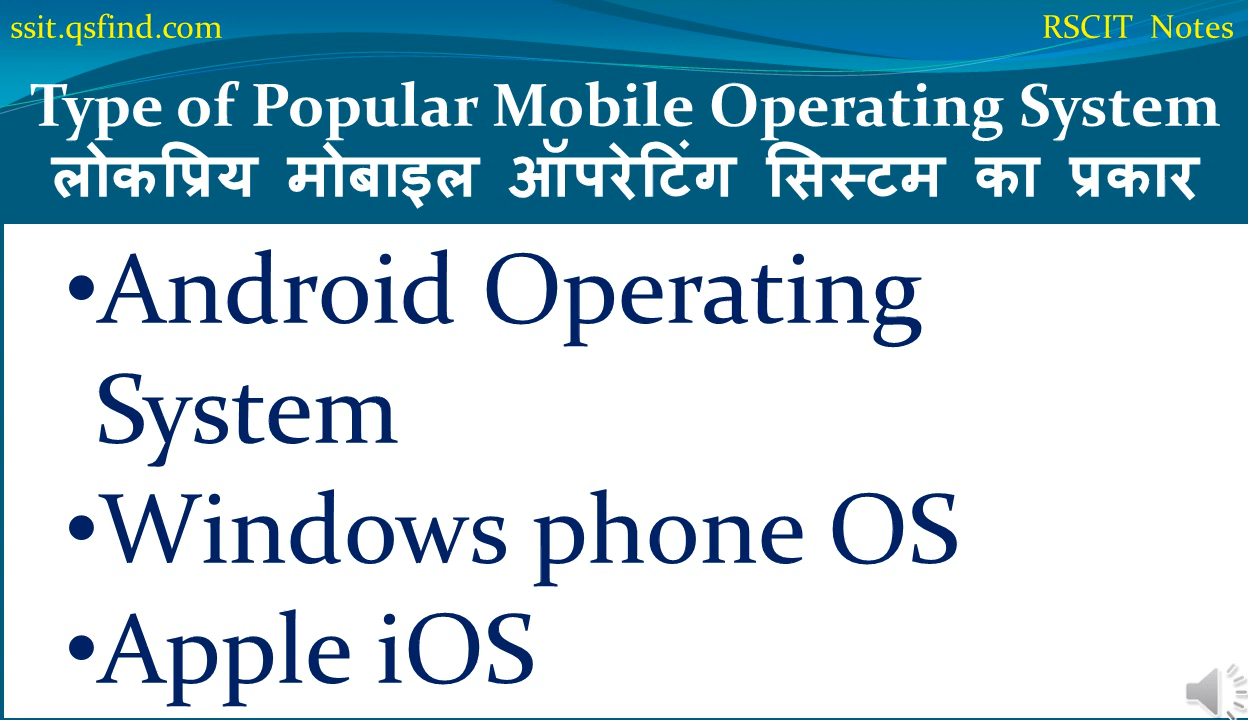 ssit.qsfind.com
RSCIT Notes
Type of Popular Mobile Operating System
लोकप्रिय मोबाइल ऑपरेटिंग सिस्टम का प्रकार
•Android Operating
System
•Windows phone OS
•Apple iOS